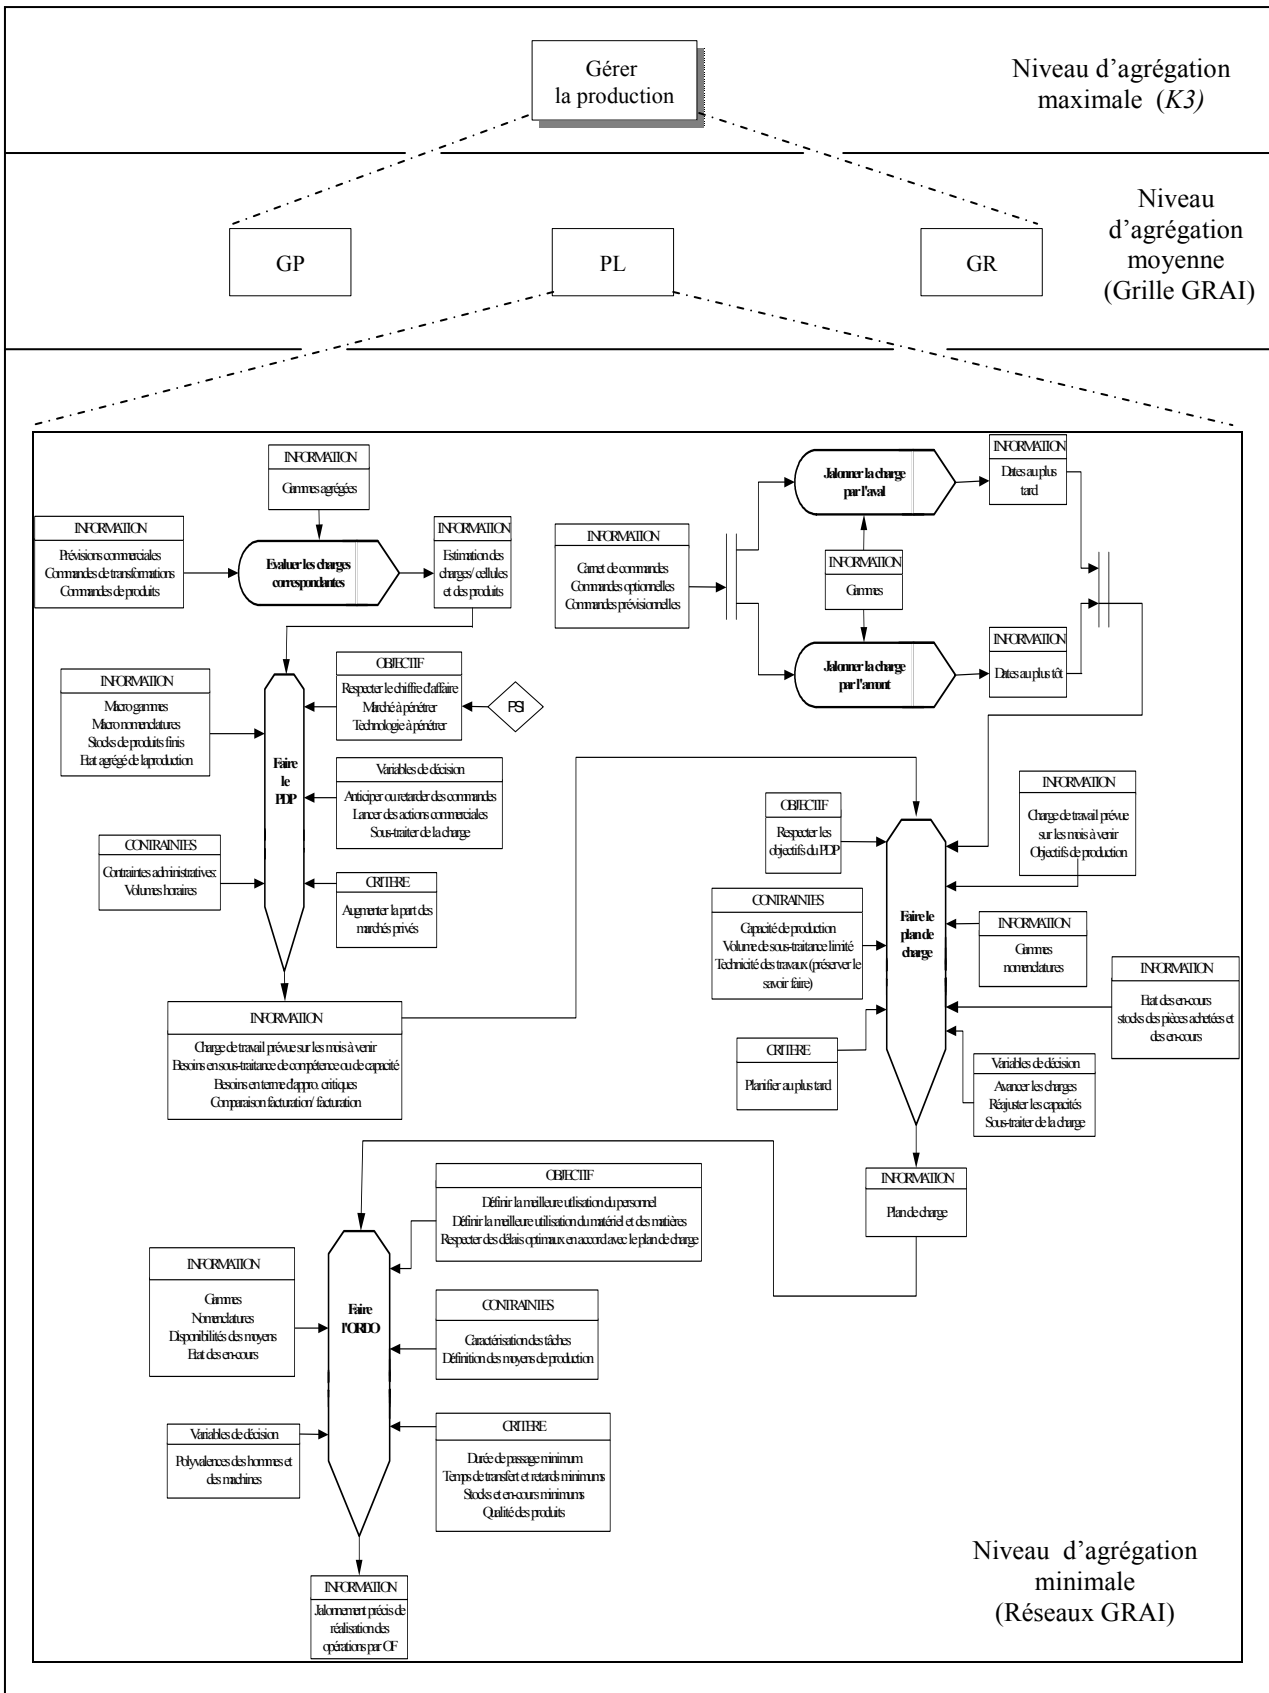 Gérer
la production
Niveau d'agrégation
maximale (K3)
Niveau
d'agrégation
moyenne
(Grille GRAI)
GP
PL
GR
INFORMATION
Gammes agrégées
INFORMATION
Prévisions commerciales
Commandes de transformations
Commandes de produits
Evaluer les charges
correspondantes
INFORMATION
Estimation des
charges/ cellules
et des produits
INFORMATION
Carnet de commandes
Commandes optionnelles
Commandes prévisionnelles
Jalonner la charge
par l'aval
INFORMATION
Dates au plus
tard
INFORMATION
Gammes
Jalonner la charge
par l'amont
INFORMATION
Dates au plus tôt
INFORMATION
Macro gammes
Macro nomenclatures
Stocks de produits finis
Etat agrégé de la production
OBJECTIF
Respecter le chiffre d'affaire
Marché à pénétrer
Technologie à pénétrer
PSI
Faire
le
PDP
Variables de décision
Anticiper ou retarder des commandes
Lancer des actions commerciales
Sous-traiter de la charge
CONTRAINTES
Contraintes administratives
Volumes horaires
CRITERE
Augmenter la part des
marchés privés
INFORMATION
Charge de travail prévue sur les mois à venir
Besoins en sous-traitance de compétence ou de capacité
Besoins en terme d'appro. critiques
Comparaison facturation/ facturation
OBJECTIF
Respecter les
objectifs du PDP
INFORMATION
Charge de travail prévue
sur les mois à venir
Objectifs de production
CONTRAINTES
Capacité de production
Volume de sous-traitance limité
Technicité des travaux (préserver le
savoir faire)
Faire le
plan de
charge
INFORMATION
Gammes
nomenclatures
INFORMATION
Etat des en-cours
stocks des pièces achetées et
des en-cours
CRITERE
Planifier au plus tard
Variables de décision
Avancer les charges
Réajuster les capacités
Sous-traiter de la charge
INFORMATION
Plan de charge
OBJECTIF
Définir la meilleure utilisation du personnel
Définir la meilleure utilisation du matériel et des matières
Respecter des délais optimaux en accord avec le plan de charge
INFORMATION
Gammes
Nomenclatures
Disponibilités des moyens
Etat des en-cours
Faire
l'ORDO
CONTRAINTES
Caractérisation des tâches
Définition des moyens de production
Variables de décision
Polyvalences des hommes et
des machines
CRITERE
Durée de passage minimum
Temps de transfert et retards minimums
Stocks et en-cours minimums
Qualité des produits
INFORMATION
Jalonnement précis de
réalisation des
opérations par OF
Niveau d'agrégation
minimale
(Réseaux GRAI)